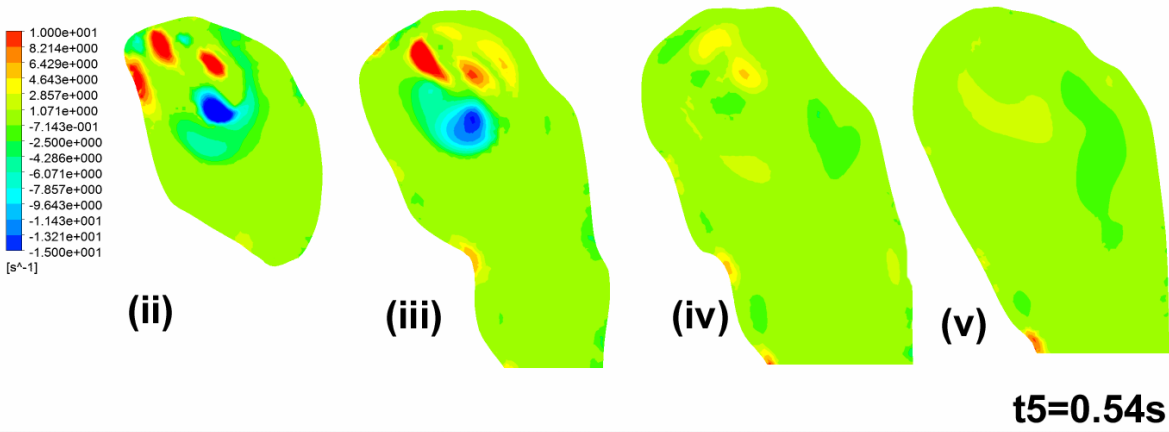 1.000e+001
8.214e+000
6.429e+000
4.643e+000
2.857e+000
1.071e+000
-7.143e-001
-2.500e+000
-4.286e+000
-6.071e+000
-7.857e+000
-9.643e+000
-1.143e+001
-1.321e+001
-1.500e+001
[s^-1]
(ii) (iii) (iv) (v)
t5=0.54s